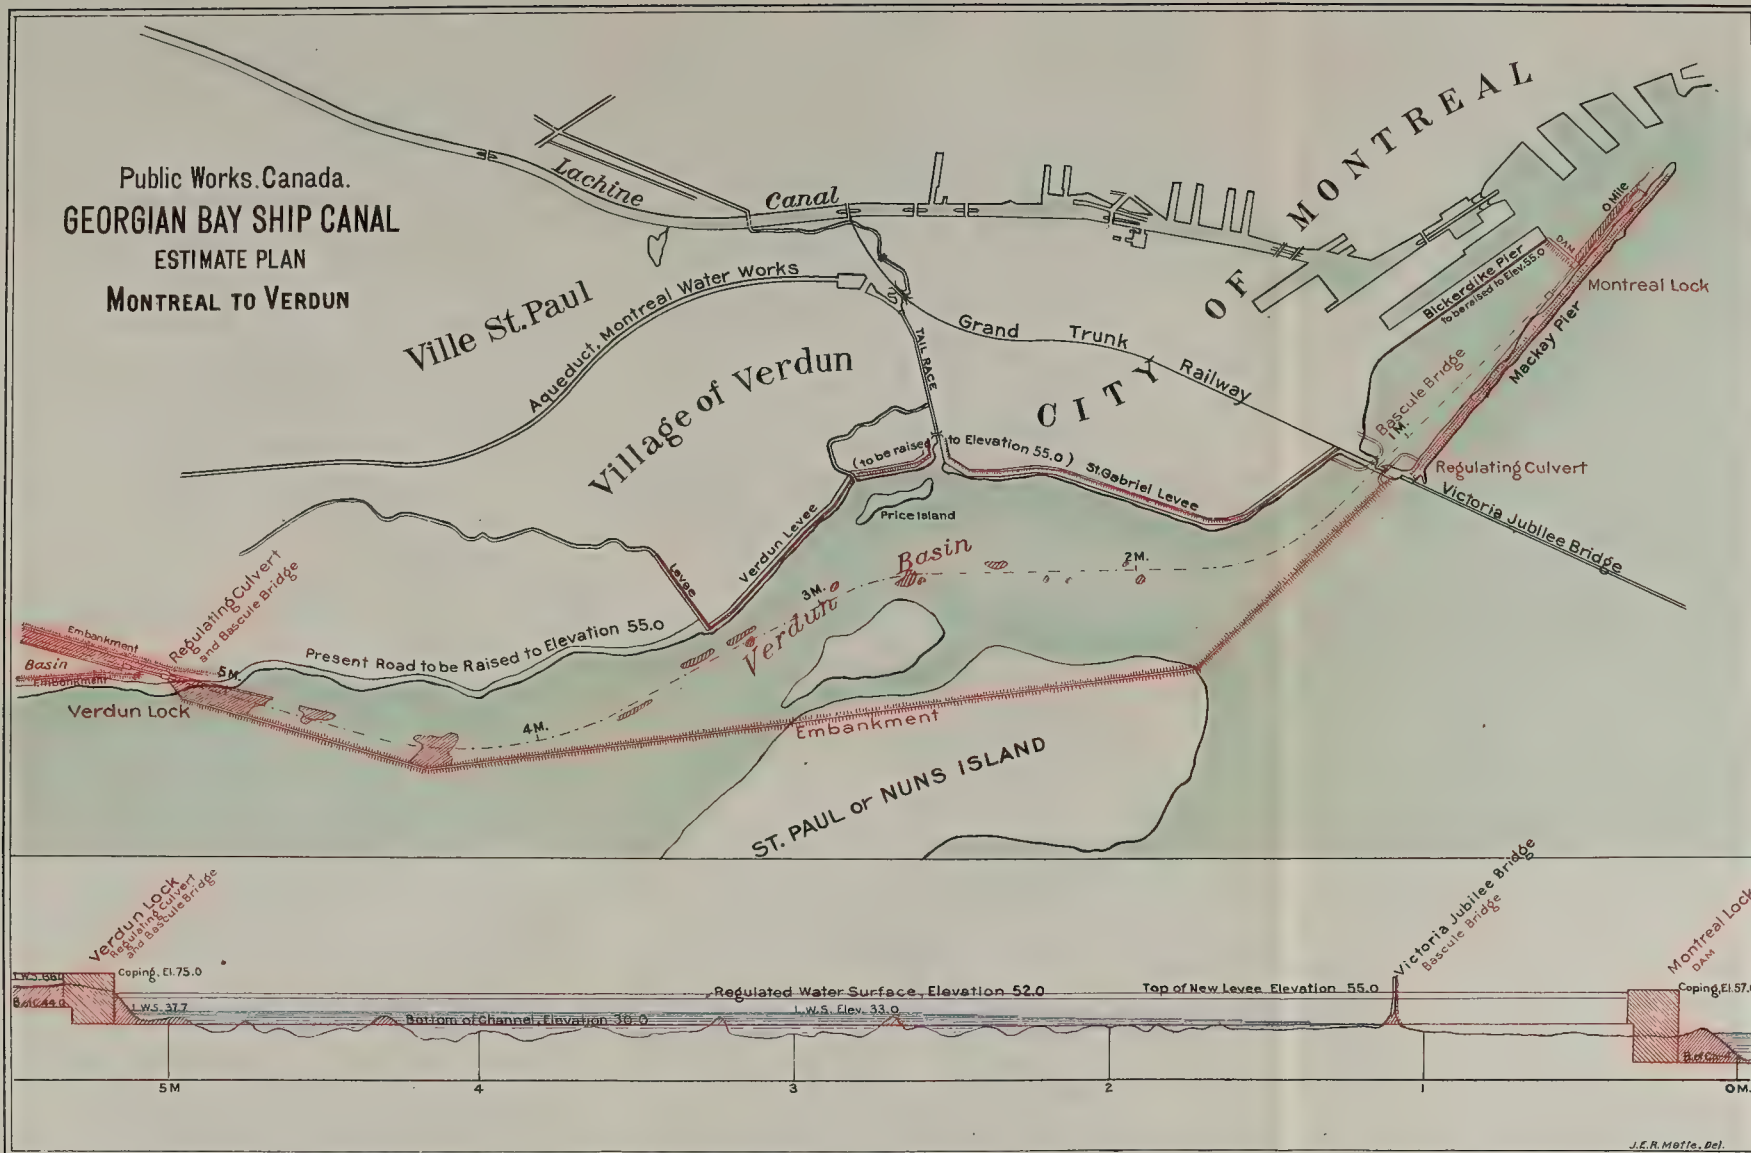 Public Works. Canada.
GEORGIAN BAY SHIP CANAL
ESTIMATE PLAN
MONTREAL TO VERDUN
Lachine Canal
CITY OF MONTREAL
Ville St. Paul
Aqueduct, Montreal Water Works
Village of Verdun
TAIL RACE
Grand Trunk Railway
0 Mile
DAM
Bickerdike Pier
to be raised to Elev. 55.0
Montreal Lock
Mackay Pier
Bascule Bridge
1M.
Regulating Culvert
Victoria Jubilee Bridge
(to be raised to Elevation 55.0)
St. Gabriel Levee
Price Island
Verdun Levee
Levee
Verdun Basin
2M.
3M.
4M.
5M.
Regulating Culvert
and Bascule Bridge
Embankment
Basin
Embankment
Verdun Lock
Present Road to be Raised to Elevation 55.0
Embankment
ST. PAUL or NUNS ISLAND
Verdun Lock
Regulating Culvert
and Bascule Bridge
Victoria Jubilee Bridge
Bascule Bridge
Montreal Lock
DAM
Coping, El. 75.0
L.W.S. 37.7
Regulated Water Surface, Elevation 52.0
Top of New Levee Elevation 55.0
L.W.S. Elev. 33.0
Bottom of Channel, Elevation 30.0
Coping, El. 57.0
5M 4 3 2 1 0M.
J.E.R. Metle. Del.